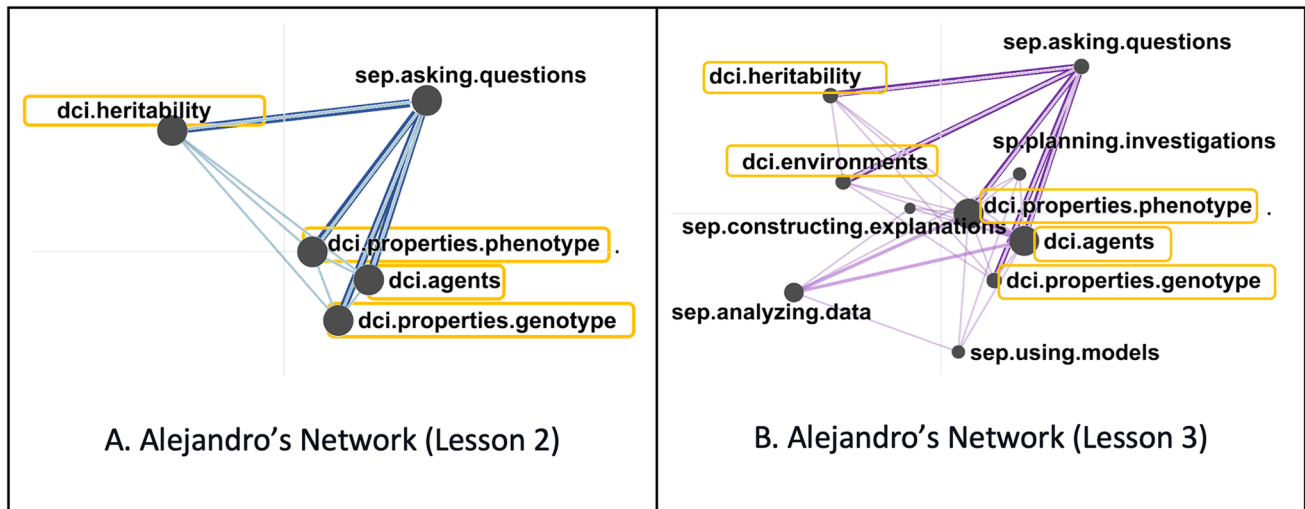 sep.asking.questions
dci.heritability
dci.properties.phenotype
.
dci.agents
dci.properties.genotype
A. Alejandro’s Network (Lesson 2)
sep.asking.questions
dci.heritability
sp.planning.investigations
dci.environments
dci.properties.phenotype
.
sep.constructing.explanations
dci.agents
dci.properties.genotype
sep.analyzing.data
sep.using.models
B. Alejandro’s Network (Lesson 3)